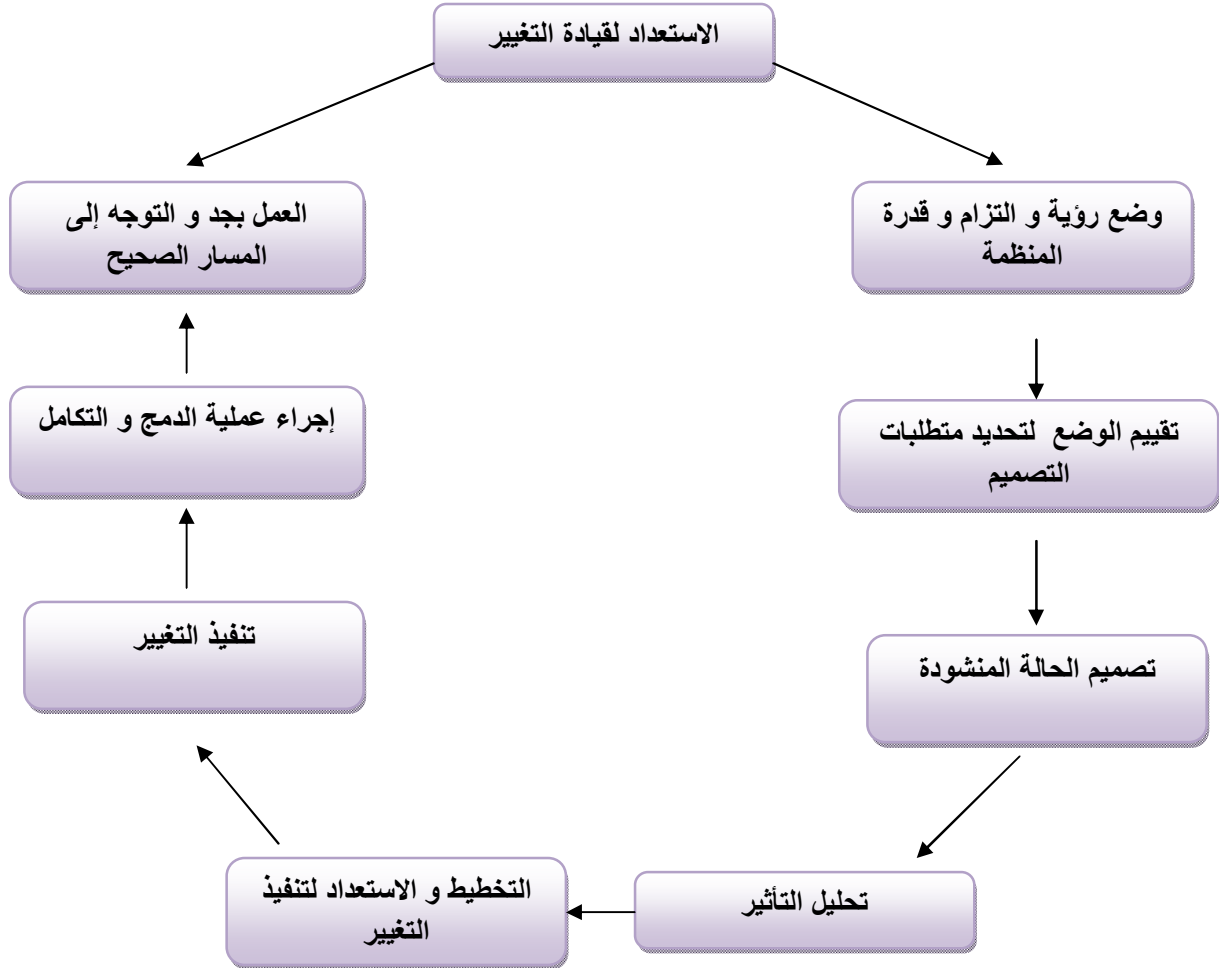 الاستعداد لقيادة التغيير
وضع رؤية و التزام و قدرة
المنظمة
تقييم الوضع لتحديد متطلبات
التصميم
تصميم الحالة المنشودة
تحليل التأثير
التخطيط و الاستعداد لتنفيذ
التغيير
تنفيذ التغيير
إجراء عملية الدمج و التكامل
العمل بجد و التوجه إلى
المسار الصحيح